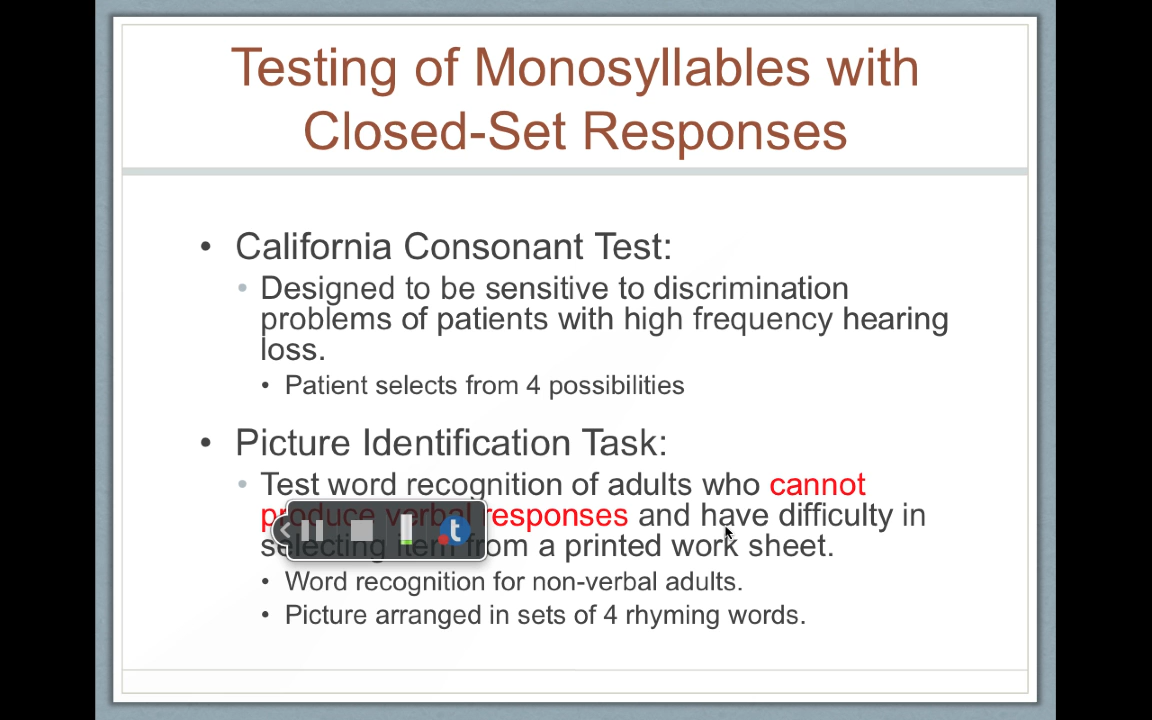 Testing of Monosyllables with
Closed-Set Responses
• California Consonant Test:
• Designed to be sensitive to discrimination
problems of patients with high frequency hearing
loss.
• Patient selects from 4 possibilities
• Picture Identification Task:
• Test word recognition of adults who cannot
produce verbal responses and have difficulty in
selecting item from a printed work sheet.
• Word recognition for non-verbal adults.
• Picture arranged in sets of 4 rhyming words.
t